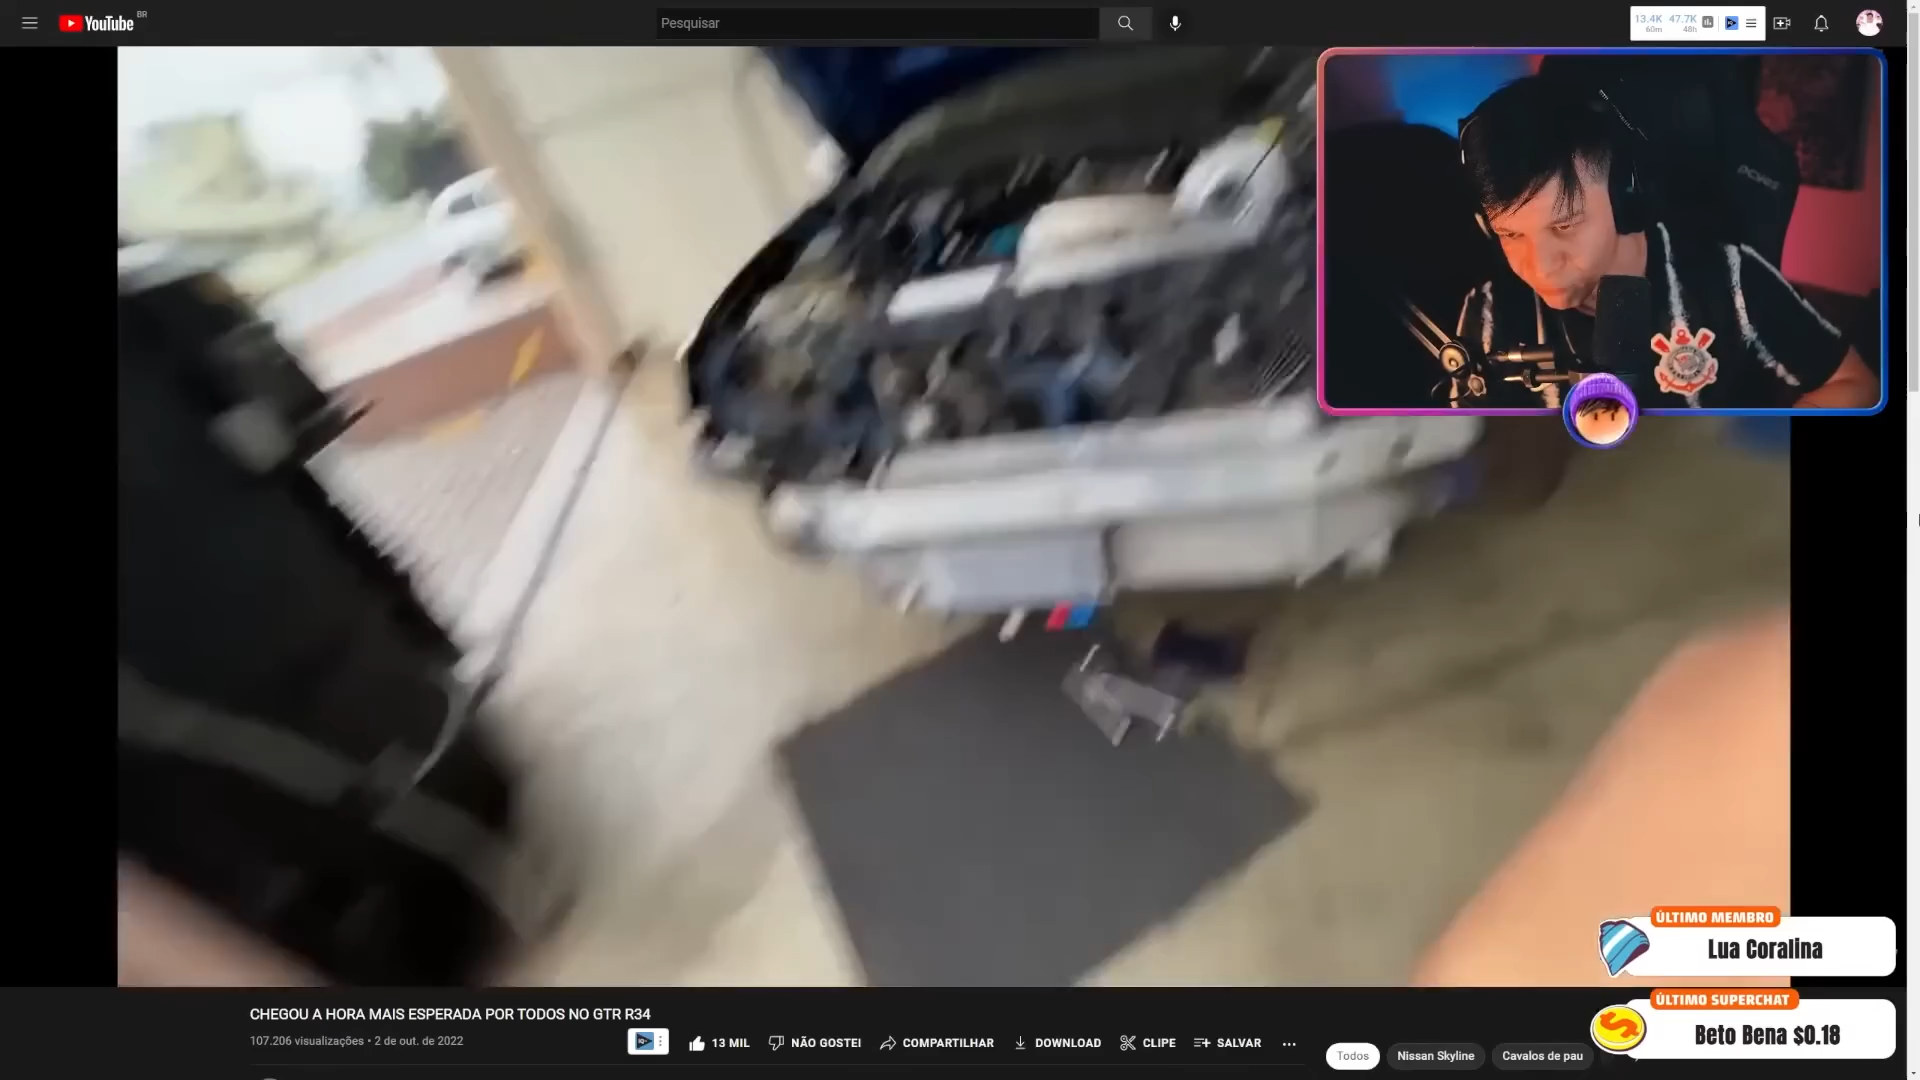 YouTube BR
Pesquisar
13.4K 47.7K
60m 48h
ÚLTIMO MEMBRO
Lua Coralina
ÚLTIMO SUPERCHAT
Beto Bena $0.18
CHEGOU A HORA MAIS ESPERADA POR TODOS NO GTR R34
107.206 visualizações • 2 de out. de 2022
13 MIL NÃO GOSTEI COMPARTILHAR DOWNLOAD CLIPE SALVAR
Todos Nissan Skyline Cavalos de pau